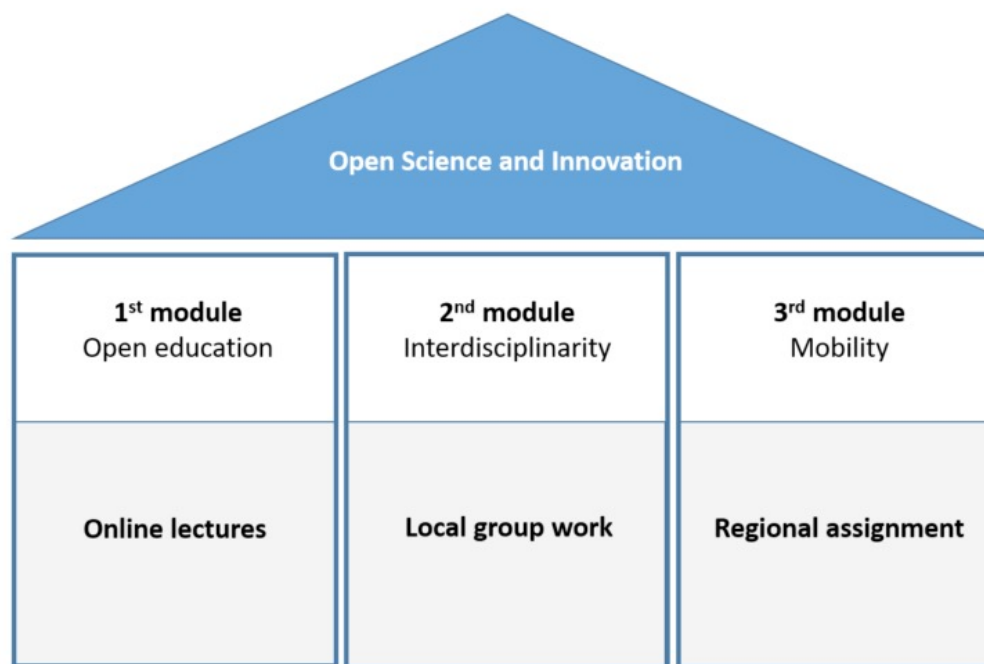 Open Science and Innovation
1st module
Open education
2nd module
Interdisciplinarity
3rd module
Mobility
Online lectures
Local group work
Regional assignment